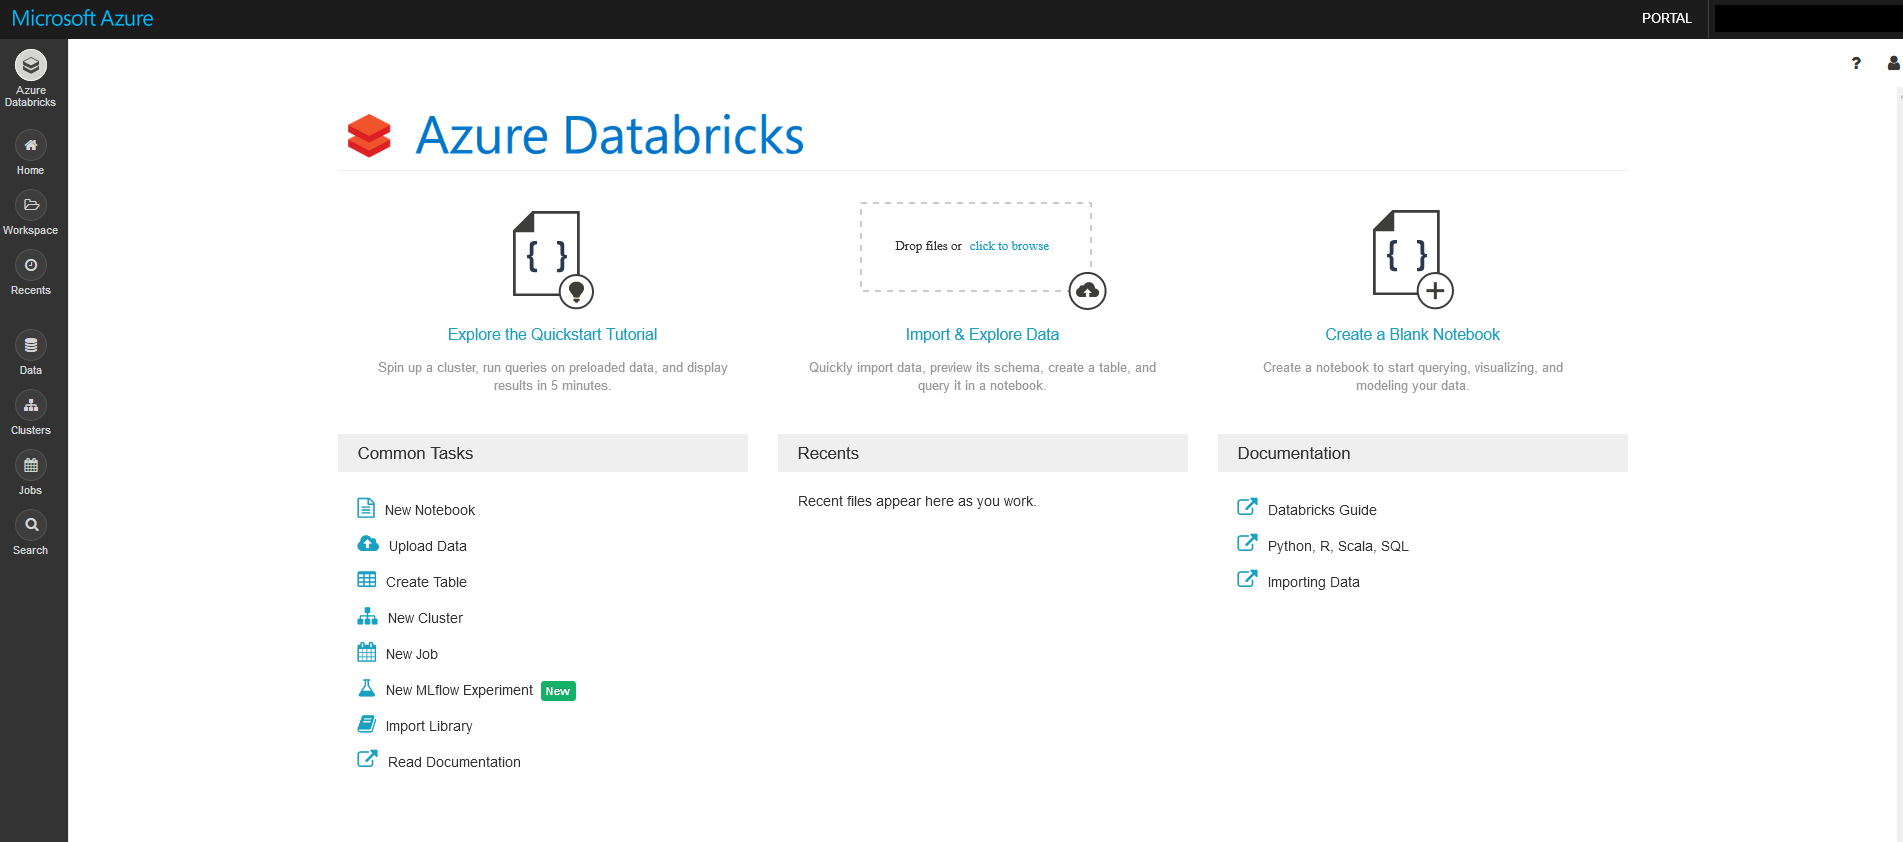 Microsoft Azure
PORTAL
?
Azure
Databricks
Home
Workspace
Recents
Data
Clusters
Jobs
Search
Azure Databricks
{ }
Explore the Quickstart Tutorial
Spin up a cluster, run queries on preloaded data, and display
results in 5 minutes.
Drop files or click to browse
Import & Explore Data
Quickly import data, preview its schema, create a table, and
query it in a notebook.
{ }
Create a Blank Notebook
Create a notebook to start querying, visualizing, and
modeling your data.
Common Tasks
New Notebook
Upload Data
Create Table
New Cluster
New Job
New MLflow Experiment New
Import Library
Read Documentation
Recents
Recent files appear here as you work.
Documentation
Databricks Guide
Python, R, Scala, SQL
Importing Data